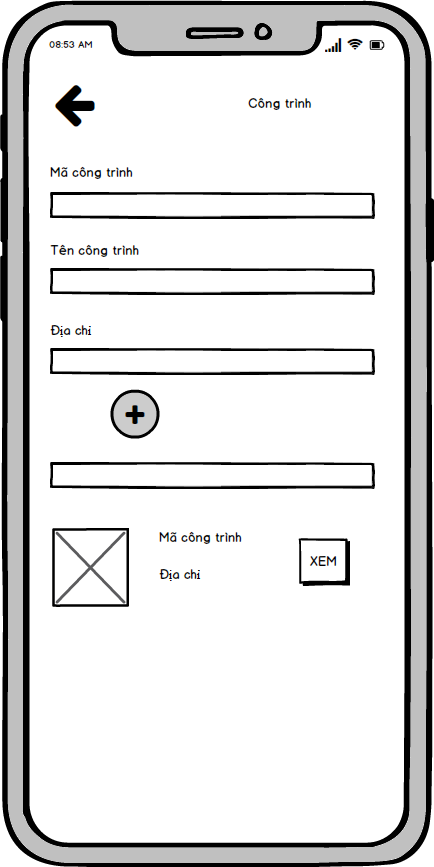 08:53 AM
Công trình
Mã công trình
Tên công trình
Địa chỉ
Mã công trình
XEM
Địa chỉ